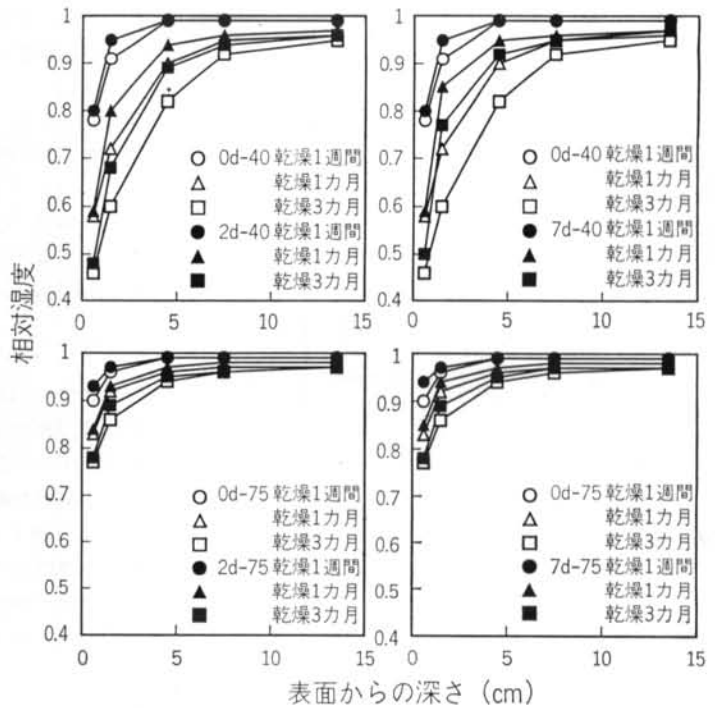 相対湿度
1
0.9
0.8
0.7
0.6
0.5
0.4
0 5 10 15
○ 0d-40 乾燥1週間
△ 乾燥1カ月
□ 乾燥3カ月
● 2d-40 乾燥1週間
▲ 乾燥1カ月
■ 乾燥3カ月
1
0.9
0.8
0.7
0.6
0.5
0.4
0 5 10 15
○ 0d-40 乾燥1週間
△ 乾燥1カ月
□ 乾燥3カ月
● 7d-40 乾燥1週間
▲ 乾燥1カ月
■ 乾燥3カ月
1
0.9
0.8
0.7
0.6
0.5
0.4
0 5 10 15
○ 0d-75 乾燥1週間
△ 乾燥1カ月
□ 乾燥3カ月
● 2d-75 乾燥1週間
▲ 乾燥1カ月
■ 乾燥3カ月
1
0.9
0.8
0.7
0.6
0.5
0.4
0 5 10 15
○ 0d-75 乾燥1週間
△ 乾燥1カ月
□ 乾燥3カ月
● 7d-75 乾燥1週間
▲ 乾燥1カ月
■ 乾燥3カ月
表面からの深さ (cm)